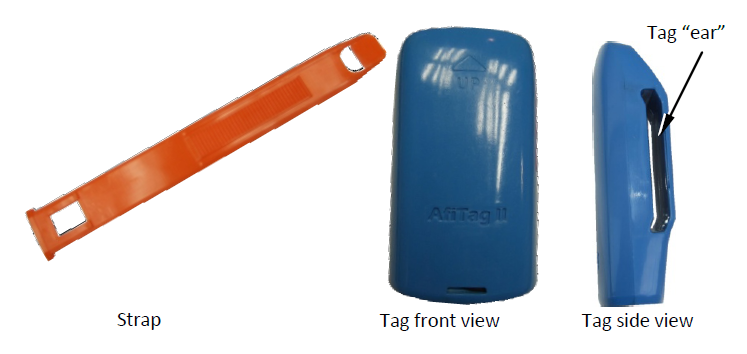 Tag “ear”
UP
AfiTag II
Strap
Tag front view
Tag side view